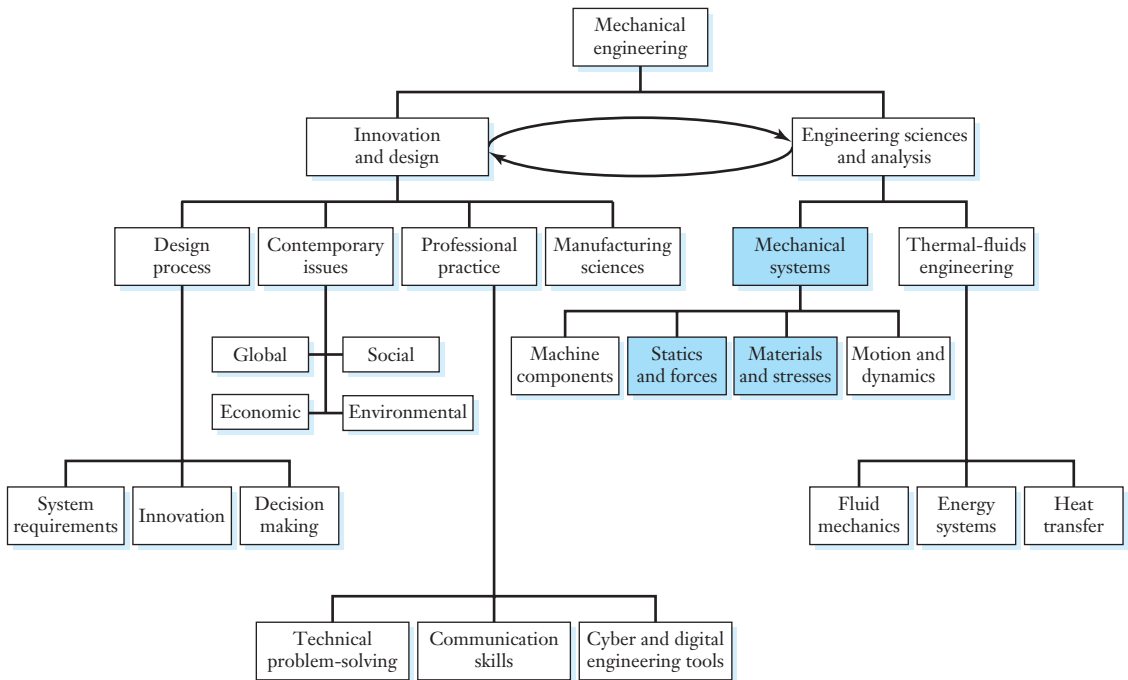 Mechanical
engineering
Innovation
and design
Engineering sciences
and analysis
Design
process
Contemporary
issues
Professional
practice
Manufacturing
sciences
Mechanical
systems
Thermal-fluids
engineering
Global
Social
Economic
Environmental
Machine
components
Statics
and forces
Materials
and stresses
Motion and
dynamics
System
requirements
Innovation
Decision
making
Fluid
mechanics
Energy
systems
Heat
transfer
Technical
problem-solving
Communication
skills
Cyber and digital
engineering tools